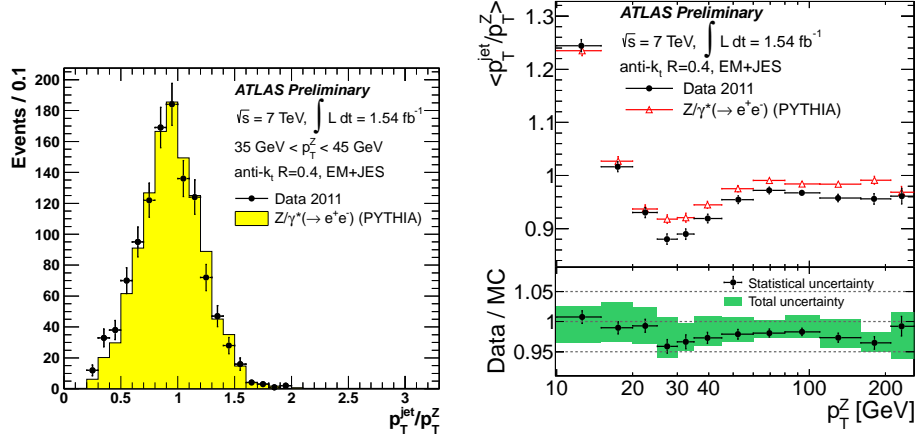 ATLAS Preliminary
√s = 7 TeV, ∫ L dt = 1.54 fb⁻¹
35 GeV < p_T^Z < 45 GeV
anti-k_t R=0.4, EM+JES
Data 2011
Z/γ*(→ e⁺e⁻) (PYTHIA)
Events / 0.1
200
180
160
140
120
100
80
60
40
20
0
0 0.5 1 1.5 2 2.5 3
p_T^jet/p_T^Z
ATLAS Preliminary
√s = 7 TeV, ∫ L dt = 1.54 fb⁻¹
anti-k_t R=0.4, EM+JES
Data 2011
Z/γ*(→ e⁺e⁻) (PYTHIA)
<p_T^jet/p_T^Z>
1.3
1.2
1.1
1
0.9
Statistical uncertainty
Total uncertainty
Data / MC
1.05
1
0.95
10 20 30 40 100 200
p_T^Z [GeV]